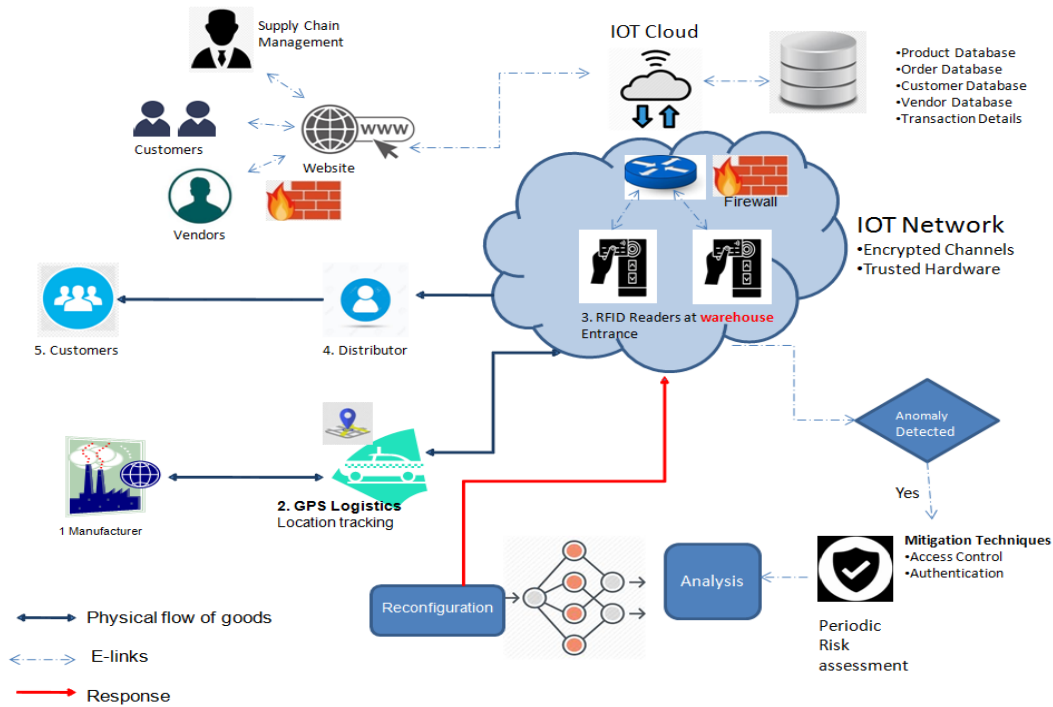 Supply Chain
Management
IOT Cloud
•Product Database
•Order Database
•Customer Database
•Vendor Database
•Transaction Details
Customers
WWW
Website
Vendors
Firewall
IOT Network
•Encrypted Channels
•Trusted Hardware
3. RFID Readers at warehouse
Entrance
5. Customers
4. Distributor
Anomaly
Detected
Yes
1 Manufacturer
2. GPS Logistics
Location tracking
Mitigation Techniques
•Access Control
•Authentication
Reconfiguration
Analysis
Periodic
Risk
assessment
Physical flow of goods
E-links
Response